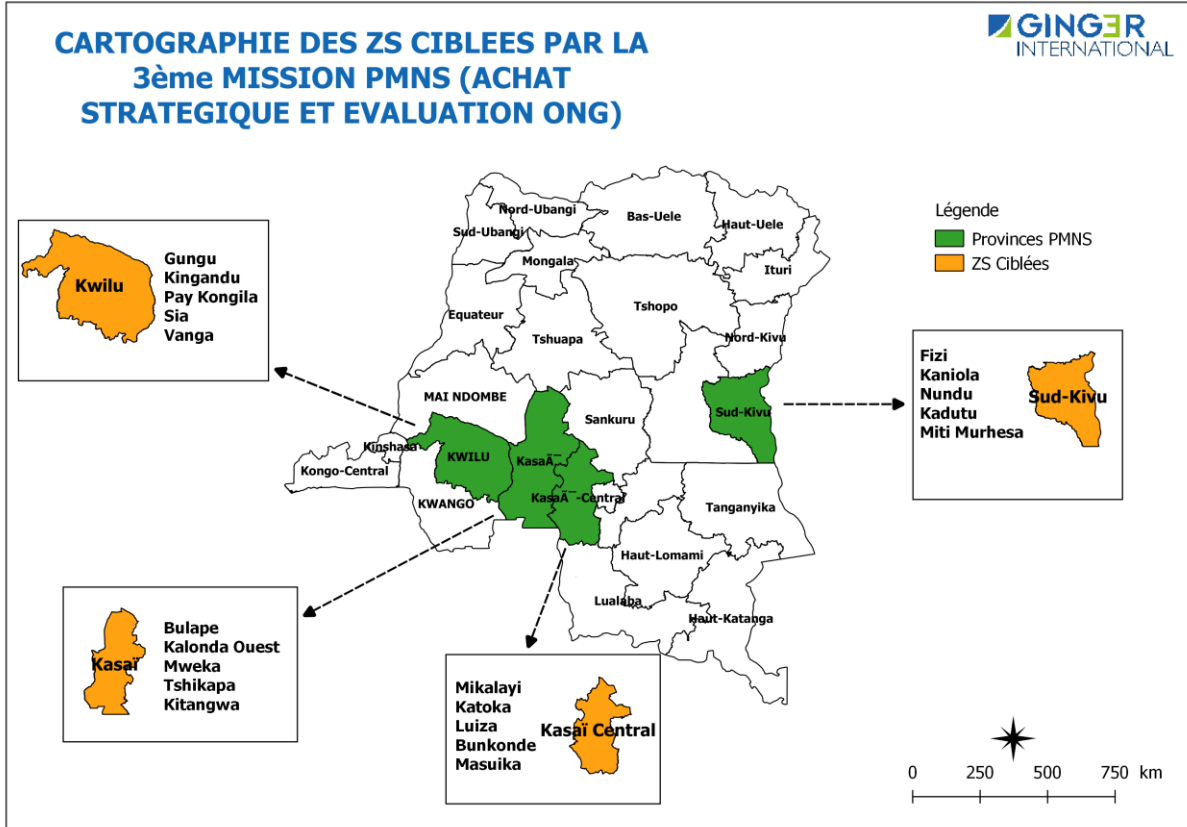 CARTOGRAPHIE DES ZS CIBLEES PAR LA
3ème MISSION PMNS (ACHAT
STRATEGIQUE ET EVALUATION ONG)
GINGER
INTERNATIONAL
Légende
Provinces PMNS
ZS Ciblées
Kwilu
Gungu
Kingandu
Pay Kongila
Sia
Vanga
Nord-Ubangi
Sud-Ubangi
Bas-Uele
Haut-Uele
Mongala
Ituri
Equateur
Tshopo
Tshuapa
Nord-Kivu
MAI NDOMBE
Sankuru
Sud-Kivu
Kinshasa
Kongo-Central
KWILU
KasaÃ¯
KWANGO
KasaÃ¯-Central
Tanganyika
Haut-Lomami
Lualaba
Haut-Katanga
Fizi
Kaniola
Nundu
Kadutu
Miti Murhesa
Sud-Kivu
Kasaï
Bulape
Kalonda Ouest
Mweka
Tshikapa
Kitangwa
Mikalayi
Katoka
Luiza
Bunkonde
Masuika
Kasaï Central
0 250 500 750 km